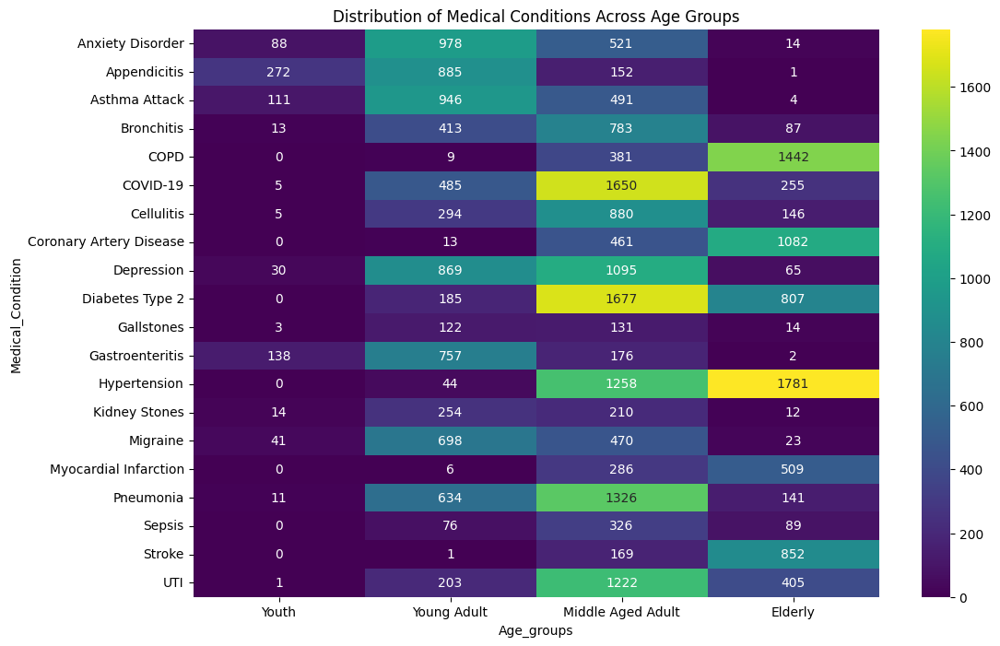 Distribution of Medical Conditions Across Age Groups
Anxiety Disorder 88 978 521 14
Appendicitis 272 885 152 1
Asthma Attack 111 946 491 4
Bronchitis 13 413 783 87
COPD 0 9 381 1442
COVID-19 5 485 1650 255
Cellulitis 5 294 880 146
Coronary Artery Disease 0 13 461 1082
Depression 30 869 1095 65
Diabetes Type 2 0 185 1677 807
Gallstones 3 122 131 14
Gastroenteritis 138 757 176 2
Hypertension 0 44 1258 1781
Kidney Stones 14 254 210 12
Migraine 41 698 470 23
Myocardial Infarction 0 6 286 509
Pneumonia 11 634 1326 141
Sepsis 0 76 326 89
Stroke 0 1 169 852
UTI 1 203 1222 405
Youth Young Adult Middle Aged Adult Elderly
Age_groups
Medical_Condition
1600
1400
1200
1000
800
600
400
200
0